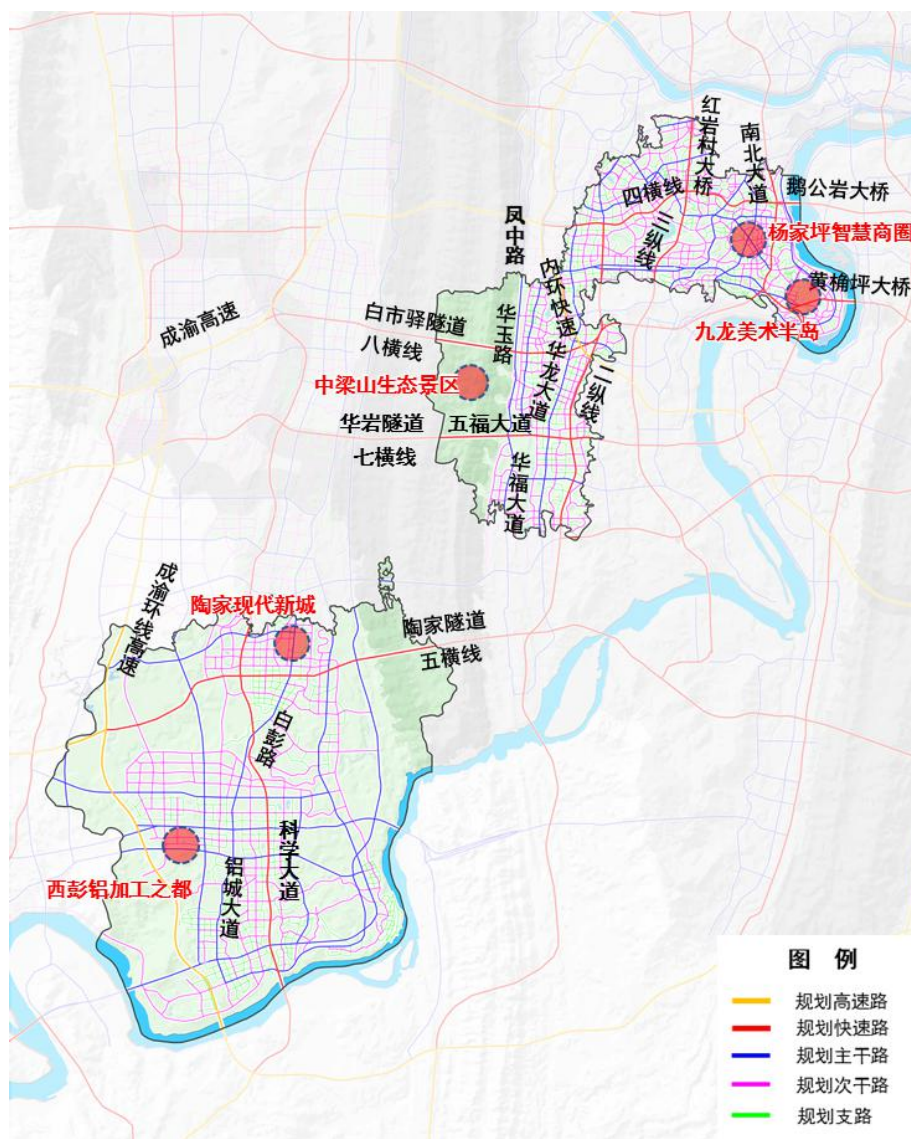 红岩村大桥
南北大道
鹅公岩大桥
四横线
三纵线
杨家坪智慧商圈
凤中路
内环快速
黄桷坪大桥
成渝高速
白市驿隧道
八横线
华玉路
华龙大道
九龙美术半岛
中梁山生态景区
二纵线
华岩隧道
五福大道
七横线
华福大道
成渝环线高速
陶家现代新城
陶家隧道
五横线
白彭路
科学大道
铝城大道
西彭铝加工之都
图 例
规划高速路
规划快速路
规划主干路
规划次干路
规划支路